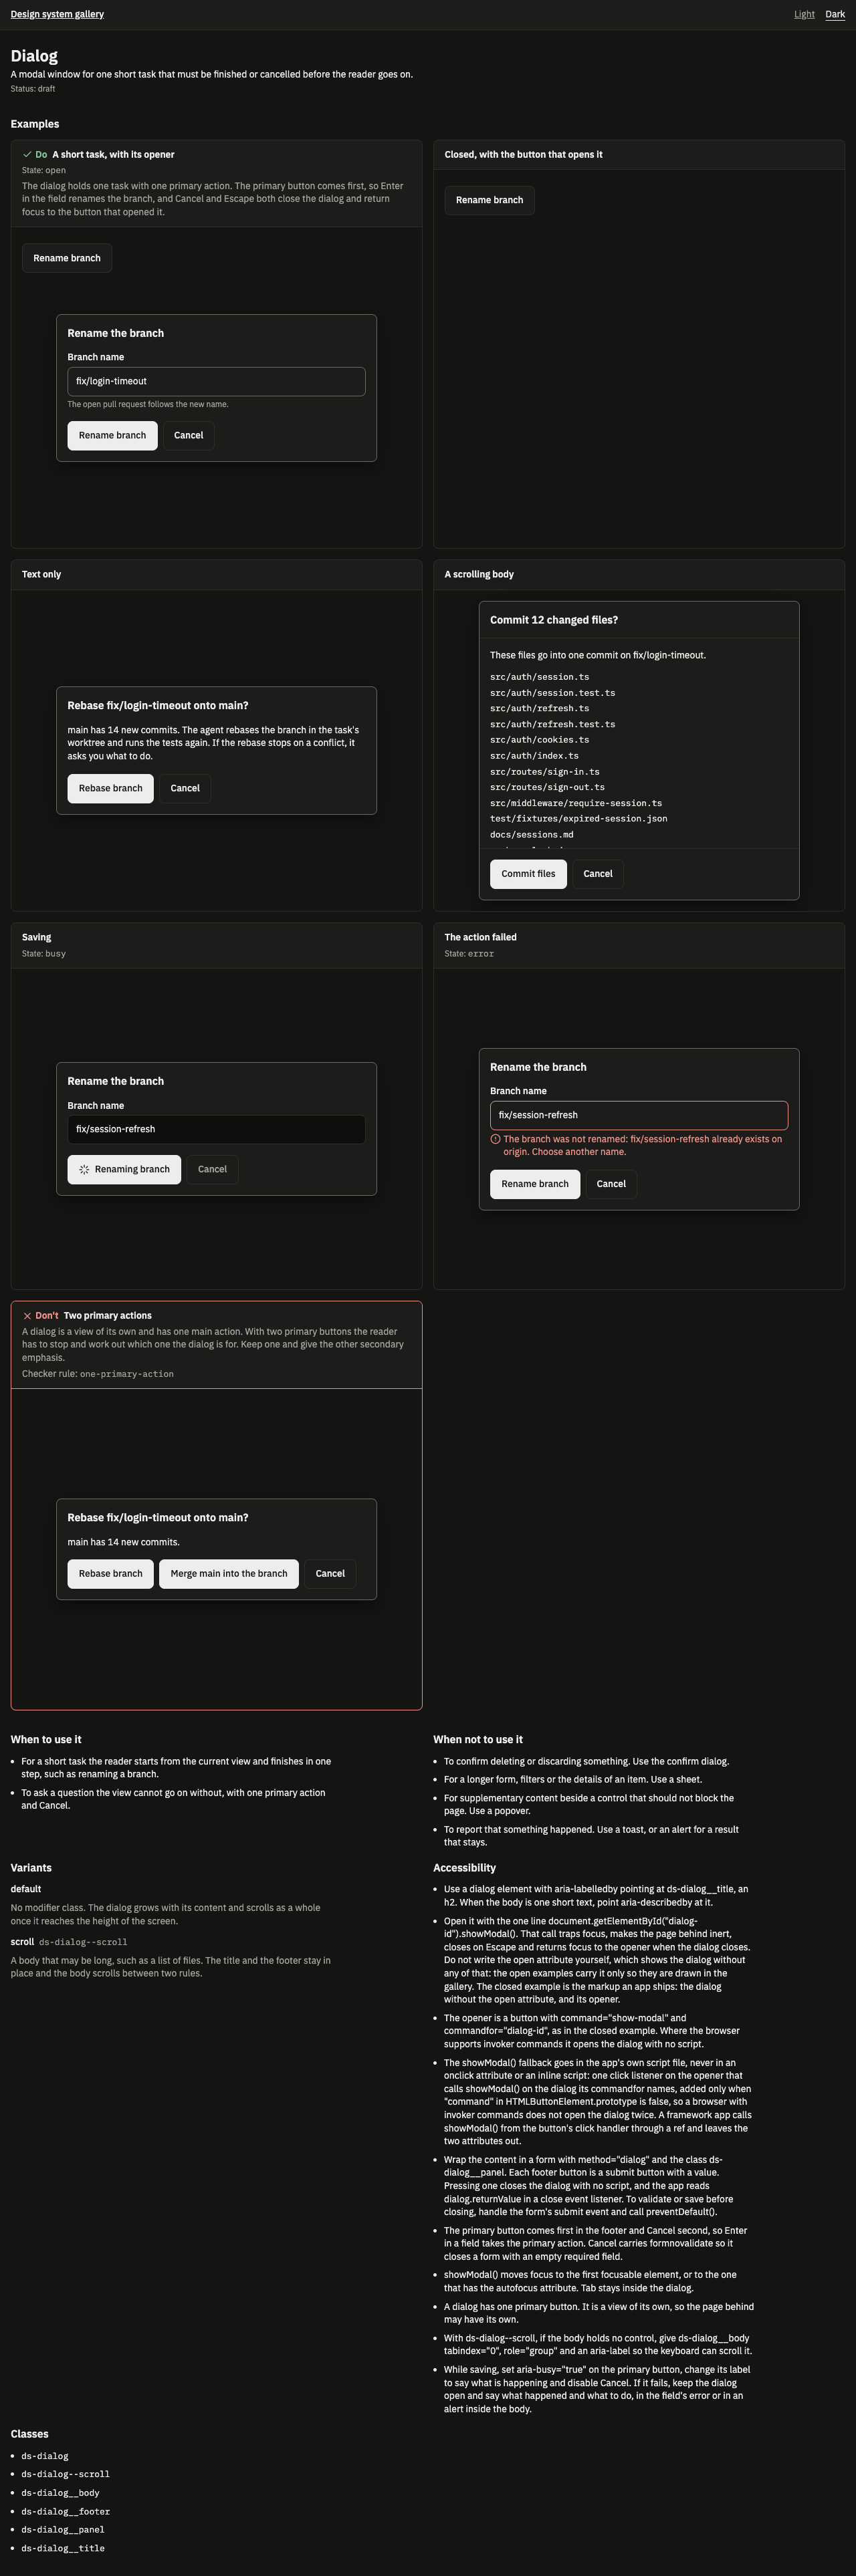 Design system gallery
Light Dark
Dialog
A modal window for one short task that must be finished or cancelled before the reader goes on.
Status: draft
Examples
Do A short task, with its opener
State: open
The dialog holds one task with one primary action. The primary button comes first, so Enter
in the field renames the branch, and Cancel and Escape both close the dialog and return
focus to the button that opened it.
Rename branch
Rename the branch
Branch name
fix/login-timeout
The open pull request follows the new name.
Rename branch Cancel
Closed, with the button that opens it
Rename branch
Text only
Rebase fix/login-timeout onto main?
main has 14 new commits. The agent rebases the branch in the task's
worktree and runs the tests again. If the rebase stops on a conflict, it
asks you what to do.
Rebase branch Cancel
A scrolling body
Commit 12 changed files?
These files go into one commit on fix/login-timeout.
src/auth/session.ts
src/auth/session.test.ts
src/auth/refresh.ts
src/auth/refresh.test.ts
src/auth/cookies.ts
src/auth/index.ts
src/routes/sign-in.ts
src/routes/sign-out.ts
src/middleware/require-session.ts
test/fixtures/expired-session.json
docs/sessions.md
Commit files Cancel
Saving
State: busy
Rename the branch
Branch name
fix/session-refresh
Renaming branch Cancel
The action failed
State: error
Rename the branch
Branch name
fix/session-refresh
The branch was not renamed: fix/session-refresh already exists on
origin. Choose another name.
Rename branch Cancel
Don't Two primary actions
A dialog is a view of its own and has one main action. With two primary buttons the reader
has to stop and work out which one the dialog is for. Keep one and give the other secondary
emphasis.
Checker rule: one-primary-action
Rebase fix/login-timeout onto main?
main has 14 new commits.
Rebase branch Merge main into the branch Cancel
When to use it
For a short task the reader starts from the current view and finishes in one
step, such as renaming a branch.
To ask a question the view cannot go on without, with one primary action
and Cancel.
When not to use it
To confirm deleting or discarding something. Use the confirm dialog.
For a longer form, filters or the details of an item. Use a sheet.
For supplementary content beside a control that should not block the
page. Use a popover.
To report that something happened. Use a toast, or an alert for a result
that stays.
Variants
default
No modifier class. The dialog grows with its content and scrolls as a whole
once it reaches the height of the screen.
scroll ds-dialog--scroll
A body that may be long, such as a list of files. The title and the footer stay in
place and the body scrolls between two rules.
Accessibility
Use a dialog element with aria-labelledby pointing at ds-dialog__title, an
h2. When the body is one short text, point aria-describedby at it.
Open it with the one line document.getElementById("dialog-
id").showModal(). That call traps focus, makes the page behind inert,
closes on Escape and returns focus to the opener when the dialog closes.
Do not write the open attribute yourself, which shows the dialog without
any of that: the open examples carry it only so they are drawn in the
gallery. The closed example is the markup an app ships: the dialog
without the open attribute, and its opener.
The opener is a button with command="show-modal" and
commandfor="dialog-id", as in the closed example. Where the browser
supports invoker commands it opens the dialog with no script.
The showModal() fallback goes in the app's own script file, never in an
onclick attribute or an inline script: one click listener on the opener that
calls showModal() on the dialog its commandfor names, added only when
"command" in HTMLButtonElement.prototype is false, so a browser with
invoker commands does not open the dialog twice. A framework app calls
showModal() from the button's click handler through a ref and leaves the
two attributes out.
Wrap the content in a form with method="dialog" and the class ds-
dialog__panel. Each footer button is a submit button with a value.
Pressing one closes the dialog with no script, and the app reads
dialog.returnValue in a close event listener. To validate or save before
closing, handle the form's submit event and call preventDefault().
The primary button comes first in the footer and Cancel second, so Enter
in a field takes the primary action. Cancel carries formnovalidate so it
closes a form with an empty required field.
showModal() moves focus to the first focusable element, or to the one
that has the autofocus attribute. Tab stays inside the dialog.
A dialog has one primary button. It is a view of its own, so the page behind
may have its own.
With ds-dialog--scroll, if the body holds no control, give ds-dialog__body
tabindex="0", role="group" and an aria-label so the keyboard can scroll it.
While saving, set aria-busy="true" on the primary button, change its label
to say what is happening and disable Cancel. If it fails, keep the dialog
open and say what happened and what to do, in the field's error or in an
alert inside the body.
Classes
ds-dialog
ds-dialog--scroll
ds-dialog__body
ds-dialog__footer
ds-dialog__panel
ds-dialog__title